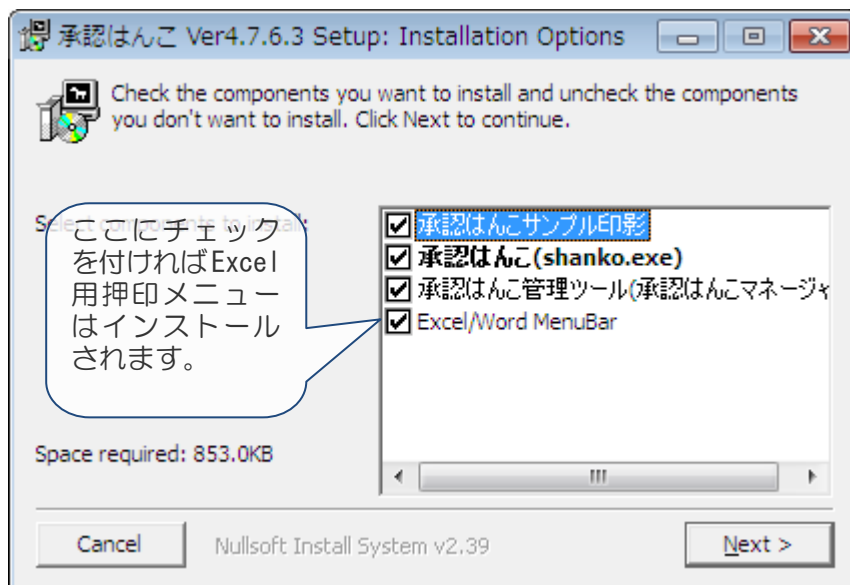 承認はんこ Ver4.7.6.3 Setup: Installation Options
Check the components you want to install and uncheck the components
you don't want to install. Click Next to continue.
Select components to install:
ここにチェック
を付ければExcel
用押印メニュー
はインストール
されます。
承認はんこサンプル印影
承認はんこ(shanko.exe)
承認はんこ管理ツール(承認はんこマネージャ
Excel/Word MenuBar
Space required: 853.0KB
Cancel
Nullsoft Install System v2.39
Next >